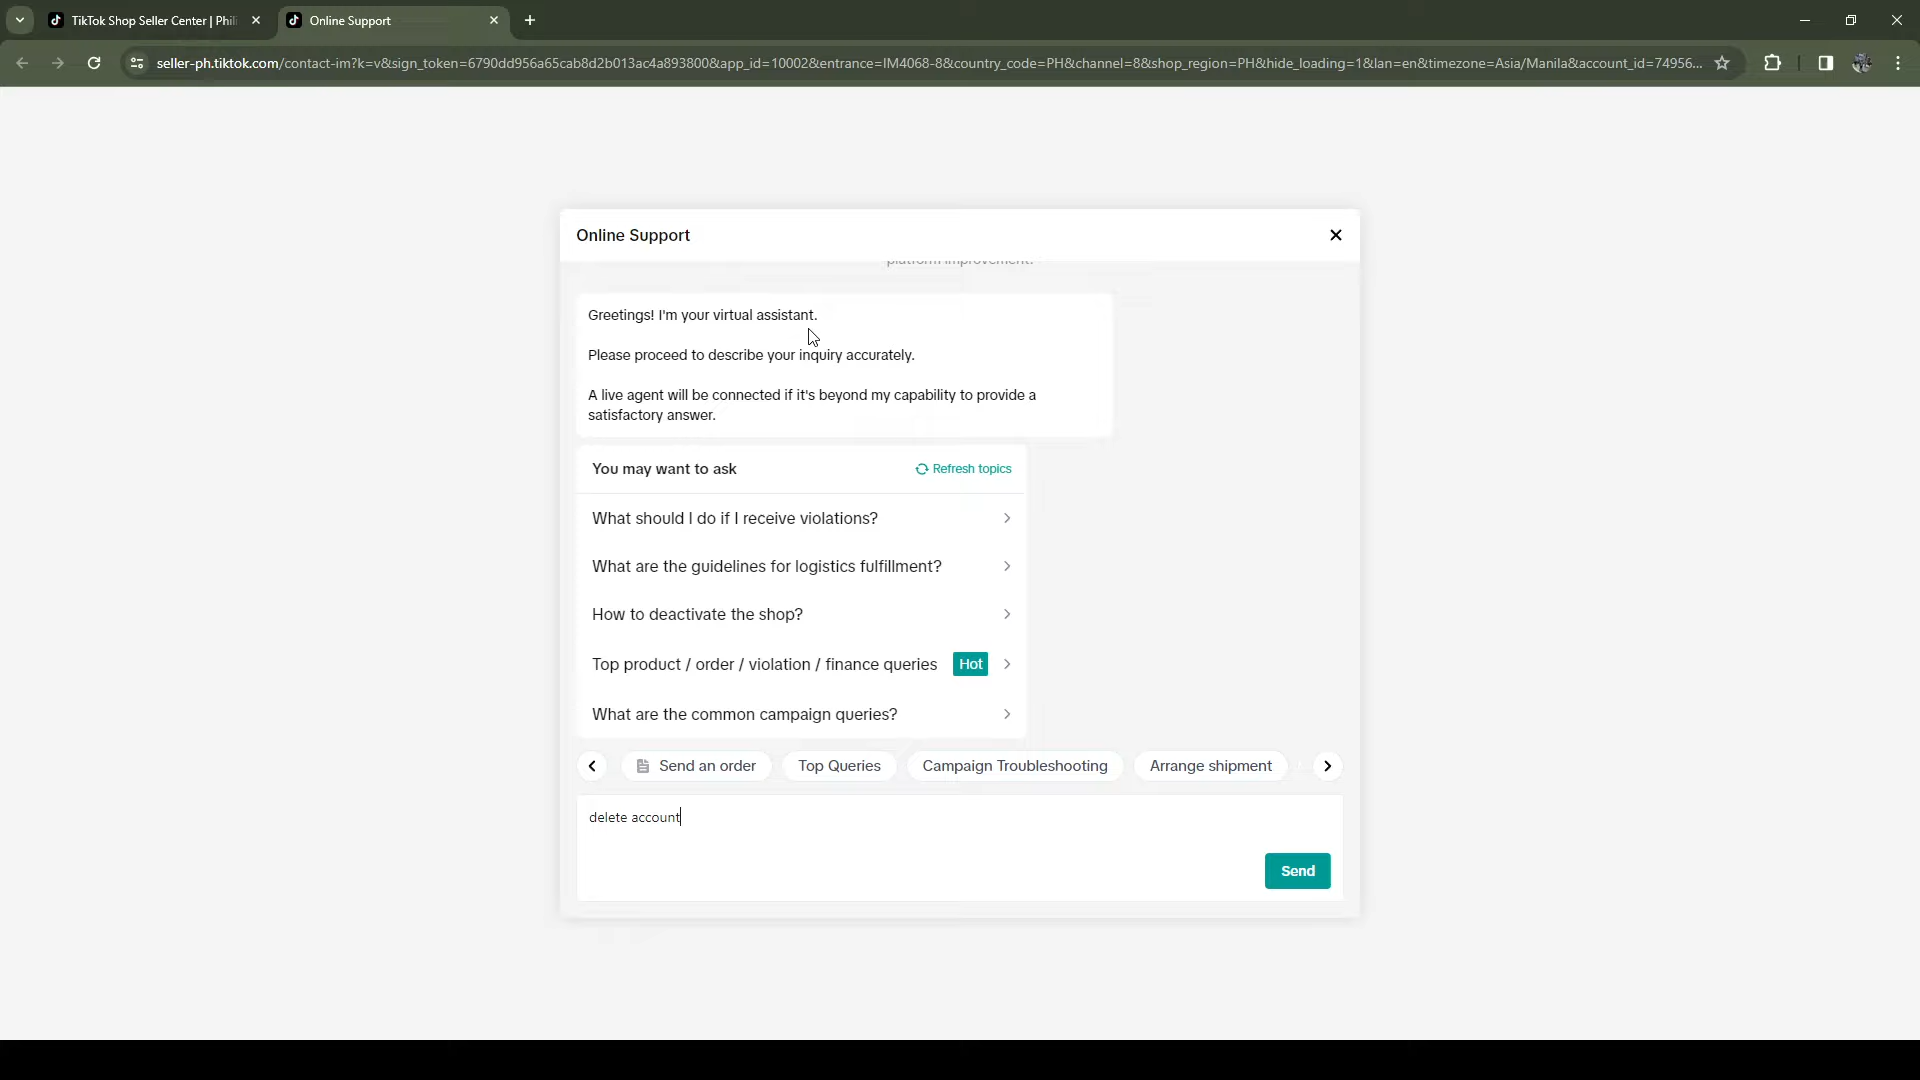 TikTok Shop Seller Center | Phili
Online Support
seller-ph.tiktok.com/contact-im?k=v&sign_token=6790dd956a65cab8d2b013ac4a893800&app_id=10002&entrance=IM4068-8&country_code=PH&channel=8&shop_region=PH&hide_loading=1&lan=en&timezone=Asia/Manila&account_id=74956...
Online Support
platform improvement.
Greetings! I'm your virtual assistant.
Please proceed to describe your inquiry accurately.
A live agent will be connected if it's beyond my capability to provide a
satisfactory answer.
You may want to ask
Refresh topics
What should I do if I receive violations?
What are the guidelines for logistics fulfillment?
How to deactivate the shop?
Top product / order / violation / finance queries Hot
What are the common campaign queries?
Send an order
Top Queries
Campaign Troubleshooting
Arrange shipment
delete account
Send